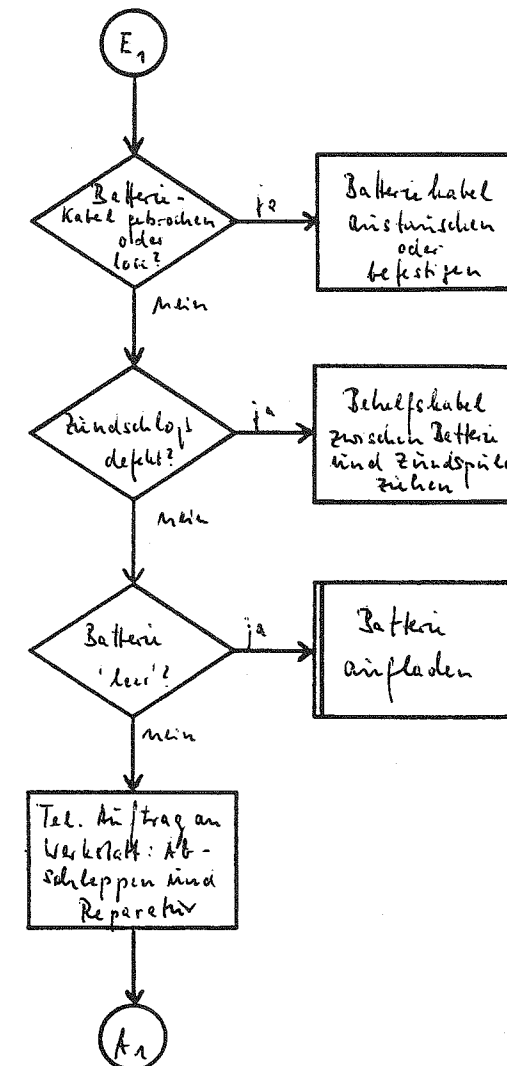 E1
Batterie-
Kabel gebrochen
oder
lose?
ja
Batteriekabel
austauschen
oder
befestigen
nein
Zündschloß
defekt?
ja
Behelfskabel
zwischen Batterie
und Zündspule
ziehen
nein
Batterie
'leer'?
ja
Batterie
aufladen
nein
Tel. Auftrag an
Werkstatt: Ab-
schleppen und
Reparatur
A1